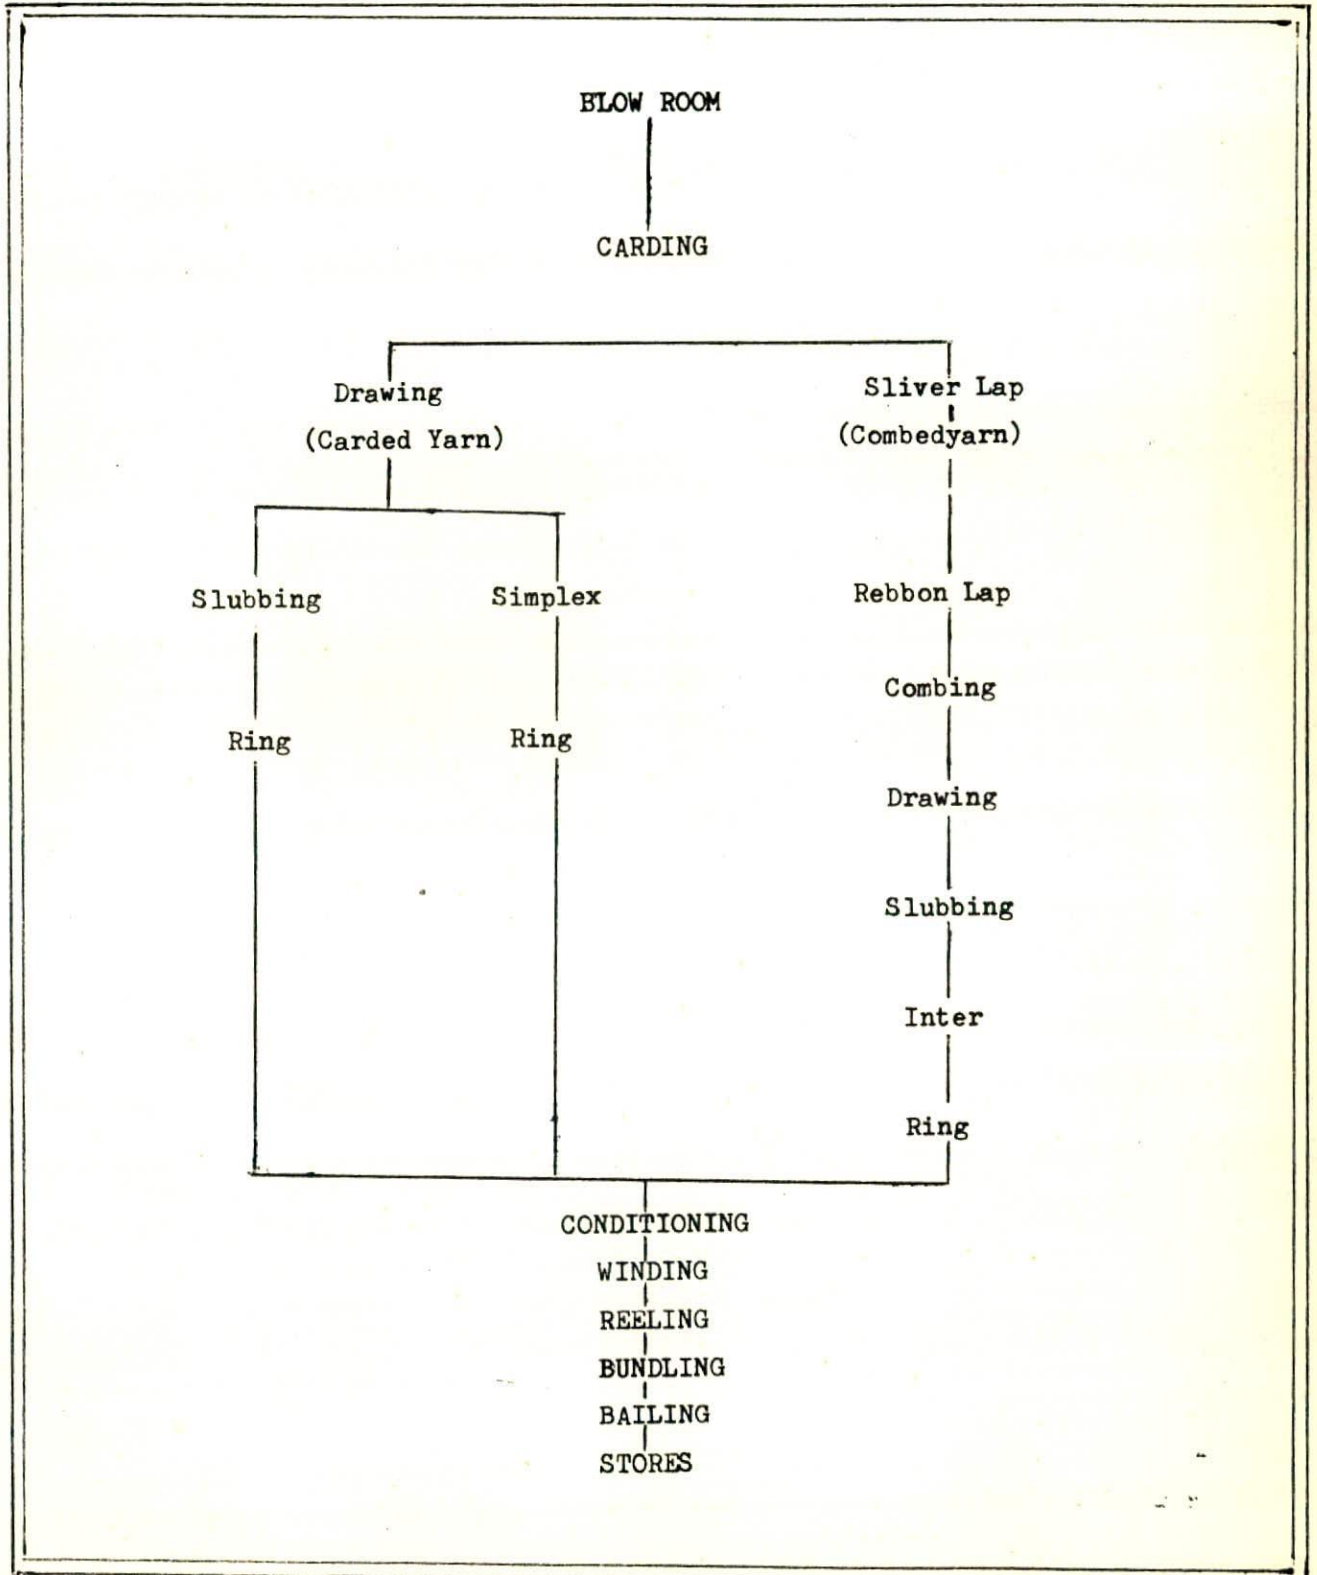 BLOW ROOM
CARDING
Drawing
(Carded Yarn)
Sliver Lap
(Combedyarn)
Slubbing
Simplex
Rebbon Lap
Combing
Ring
Ring
Drawing
Slubbing
Inter
Ring
CONDITIONING
WINDING
REELING
BUNDLING
BAILING
STORES